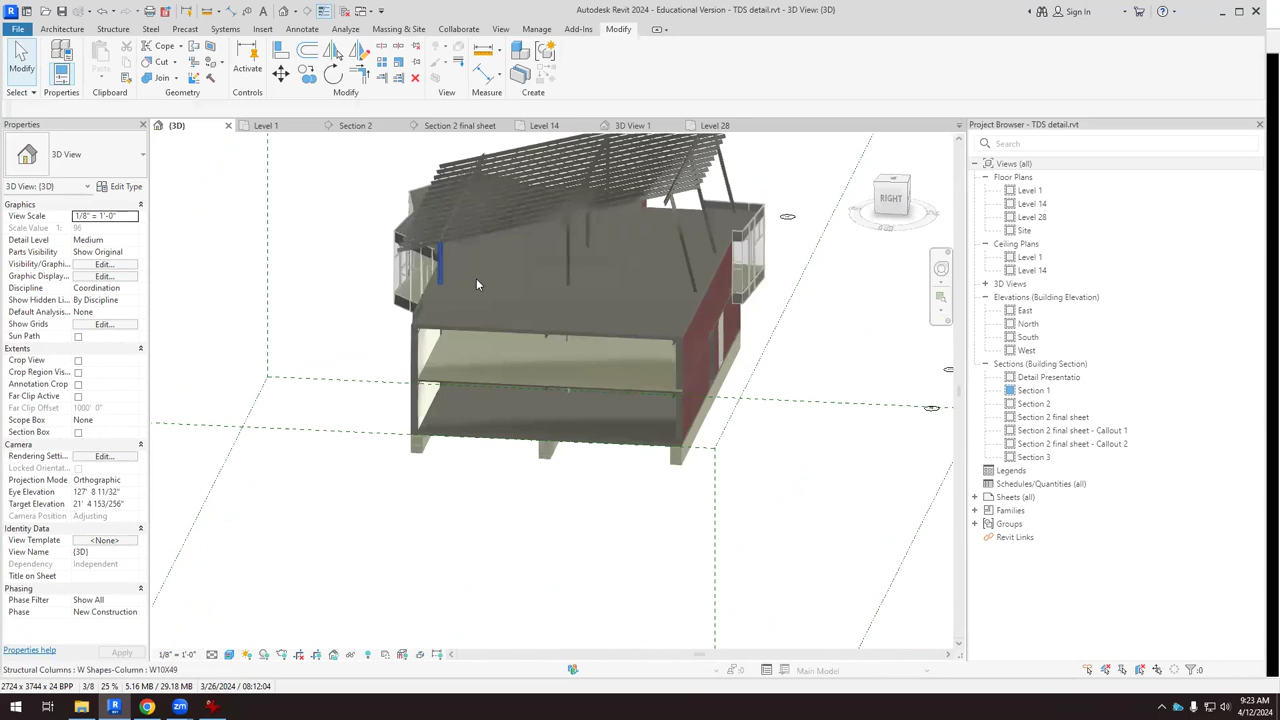 Autodesk Revit 2024 - Educational Version - TDS detail.rvt - 3D View: {3D}
Sign In
File Architecture Structure Steel Precast Systems Insert Annotate Analyze Massing & Site Collaborate View Manage Add-Ins Modify
Modify
Properties
Paste
Cope
Cut
Join
Activate
Select
Properties
Clipboard
Geometry
Controls
Modify
View
Measure
Create
Properties
{3D}
Level 1
Section 2
Section 2 final sheet
Level 14
3D View 1
Level 28
Project Browser - TDS detail.rvt
3D View
3D View: {3D}
Edit Type
Graphics
View Scale 1/8" = 1'-0"
Scale Value 1: 96
Detail Level Medium
Parts Visibility Show Original
Visibility/Graphi... Edit...
Graphic Display... Edit...
Discipline Coordination
Show Hidden Li... By Discipline
Default Analysis... None
Show Grids Edit...
Sun Path
Extents
Crop View
Crop Region Vis...
Annotation Crop
Far Clip Active
Far Clip Offset 1000' 0"
Scope Box None
Section Box
Camera
Rendering Setti... Edit...
Locked Orientat...
Projection Mode Orthographic
Eye Elevation 127' 8 11/32"
Target Elevation 21' 4 153/256"
Camera Position Adjusting
Identity Data
View Template <None>
View Name {3D}
Dependency Independent
Title on Sheet
Phasing
Phase Filter Show All
Phase New Construction
Properties help
Apply
RIGHT
Search
Views (all)
Floor Plans
Level 1
Level 14
Level 28
Site
Ceiling Plans
Level 1
Level 14
3D Views
Elevations (Building Elevation)
East
North
South
West
Sections (Building Section)
Detail Presentatio
Section 1
Section 2
Section 2 final sheet
Section 2 final sheet - Callout 1
Section 2 final sheet - Callout 2
Section 3
Legends
Schedules/Quantities (all)
Sheets (all)
Families
Groups
Revit Links
1/8" = 1'-0"
Structural Columns : W Shapes-Column : W10X49
:0
Main Model
:0
2724 x 3744 x 24 BPP 3/8 25 % 5.16 MB / 29.18 MB 3/26/2024 / 08:12:04
9:23 AM
4/12/2024